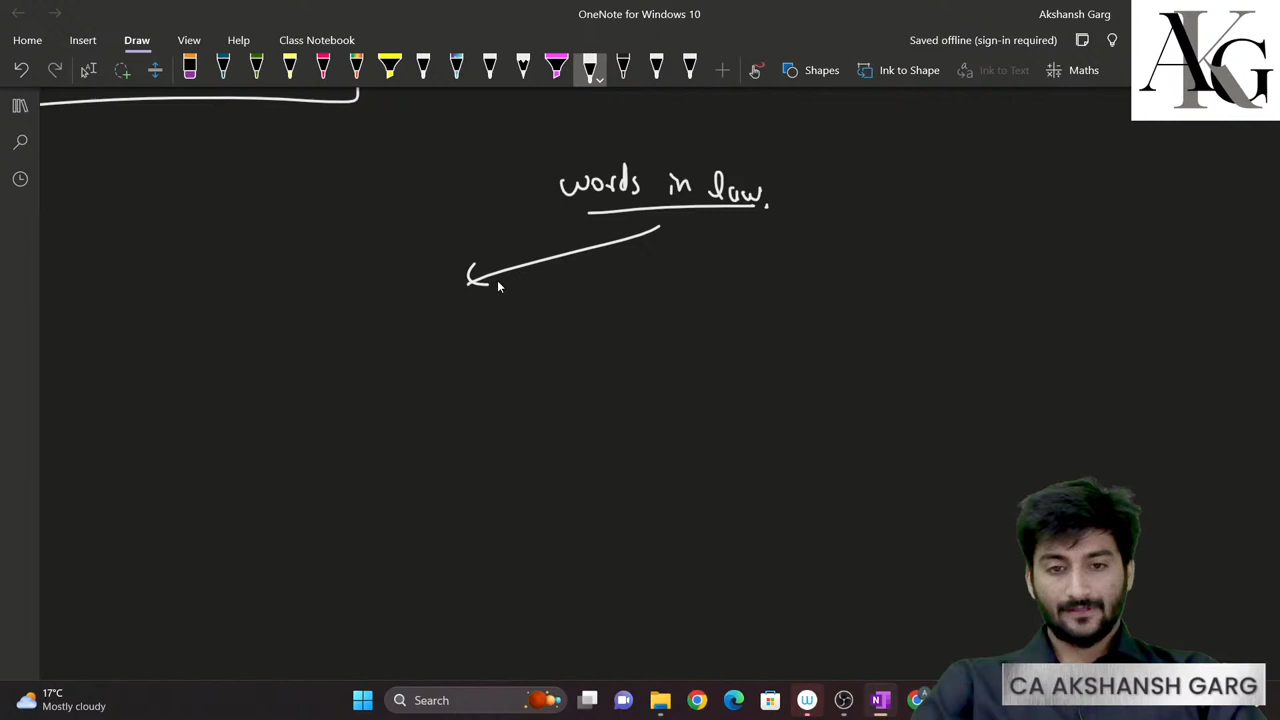 OneNote for Windows 10
Akshansh Garg
Home Insert Draw View Help Class Notebook
Saved offline (sign-in required)
Shapes Ink to Shape Ink to Text Maths
AKG
words in law.
CA AKSHANSH GARG
17°C
Mostly cloudy
Search